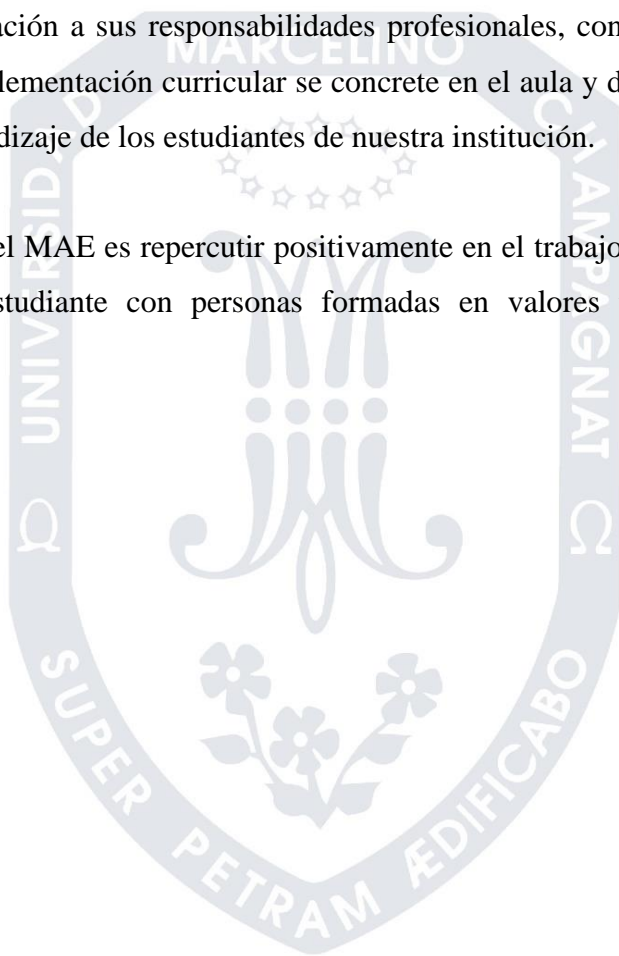 ación a sus responsabilidades profesionales, con
lementación curricular se concrete en el aula y d
dizaje de los estudiantes de nuestra institución.
el MAE es repercutir positivamente en el trabajo
studiante con personas formadas en valores
UNIVERSIDAD MARCELINO CHAMPAGNAT
Ω Ω
SUPER PETRAM ÆDIFICABO